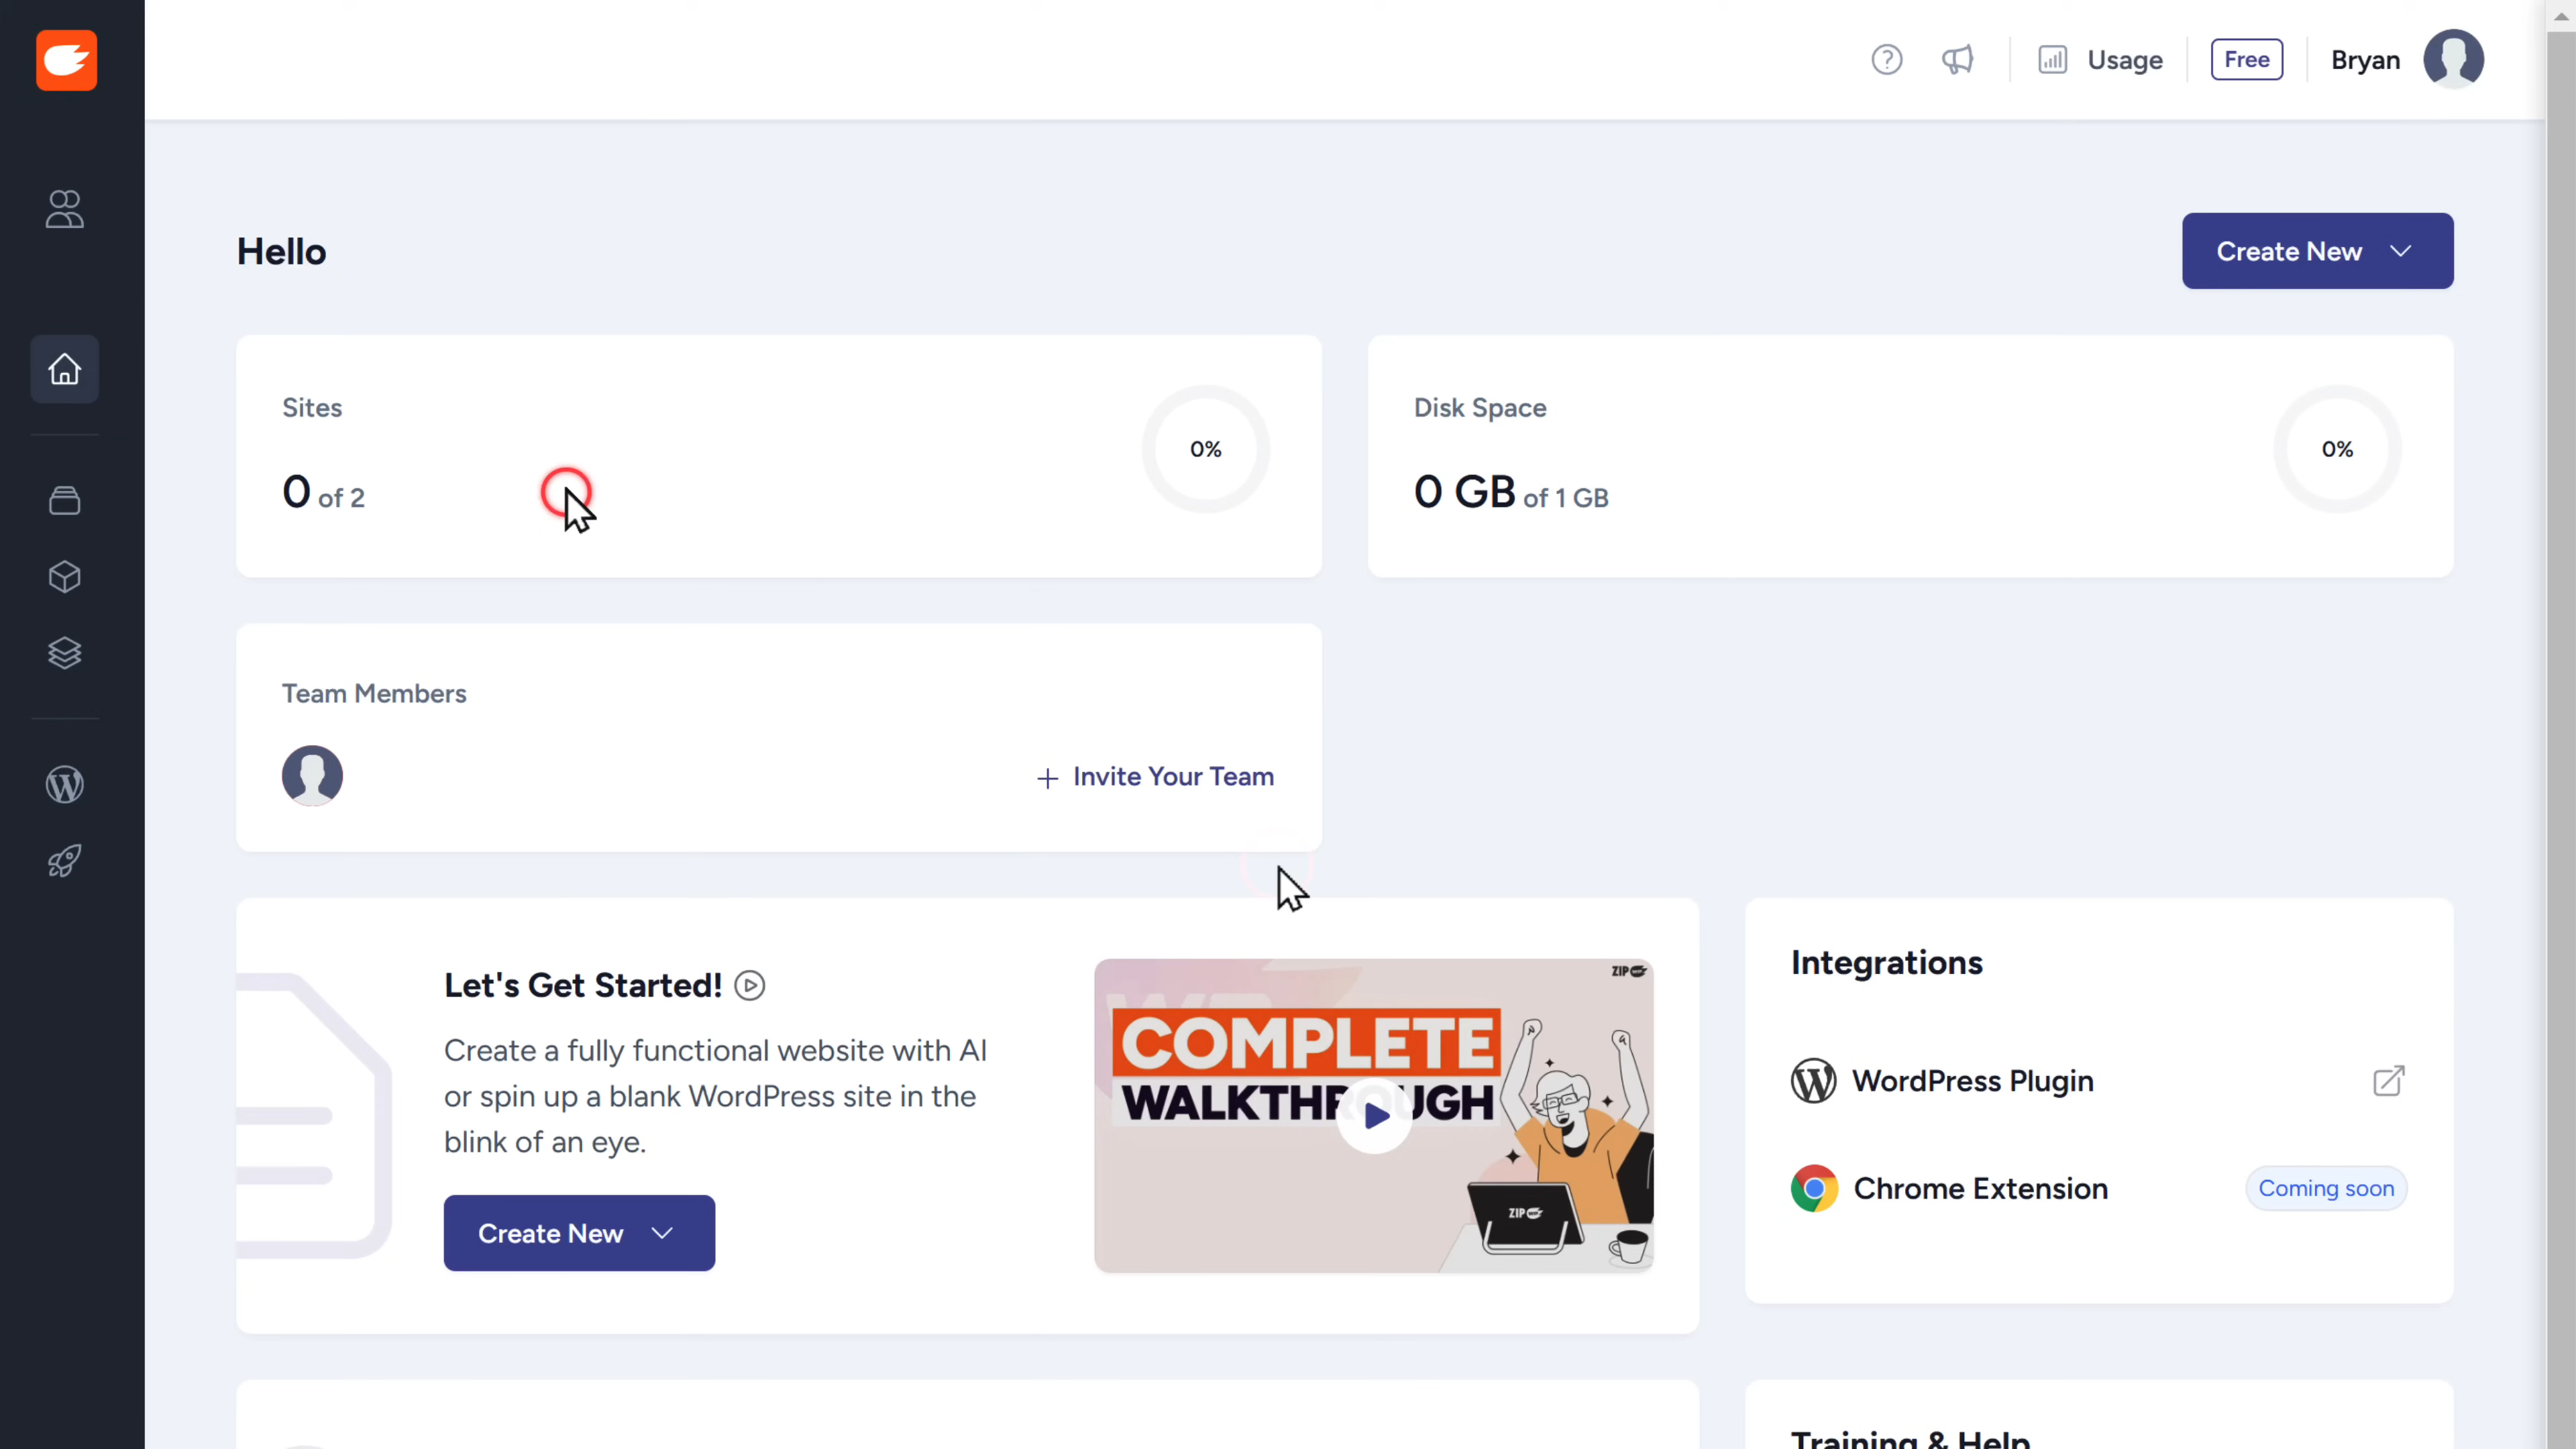 Usage
Free
Bryan
Hello
Create New
Sites
0 of 2
0%
Disk Space
0 GB of 1 GB
0%
Team Members
+ Invite Your Team
Let's Get Started!
Create a fully functional website with AI
or spin up a blank WordPress site in the
blink of an eye.
Create New
ZIP
COMPLETE
WALKTHROUGH
ZIP
Integrations
WordPress Plugin
Chrome Extension
Coming soon
Training & Help